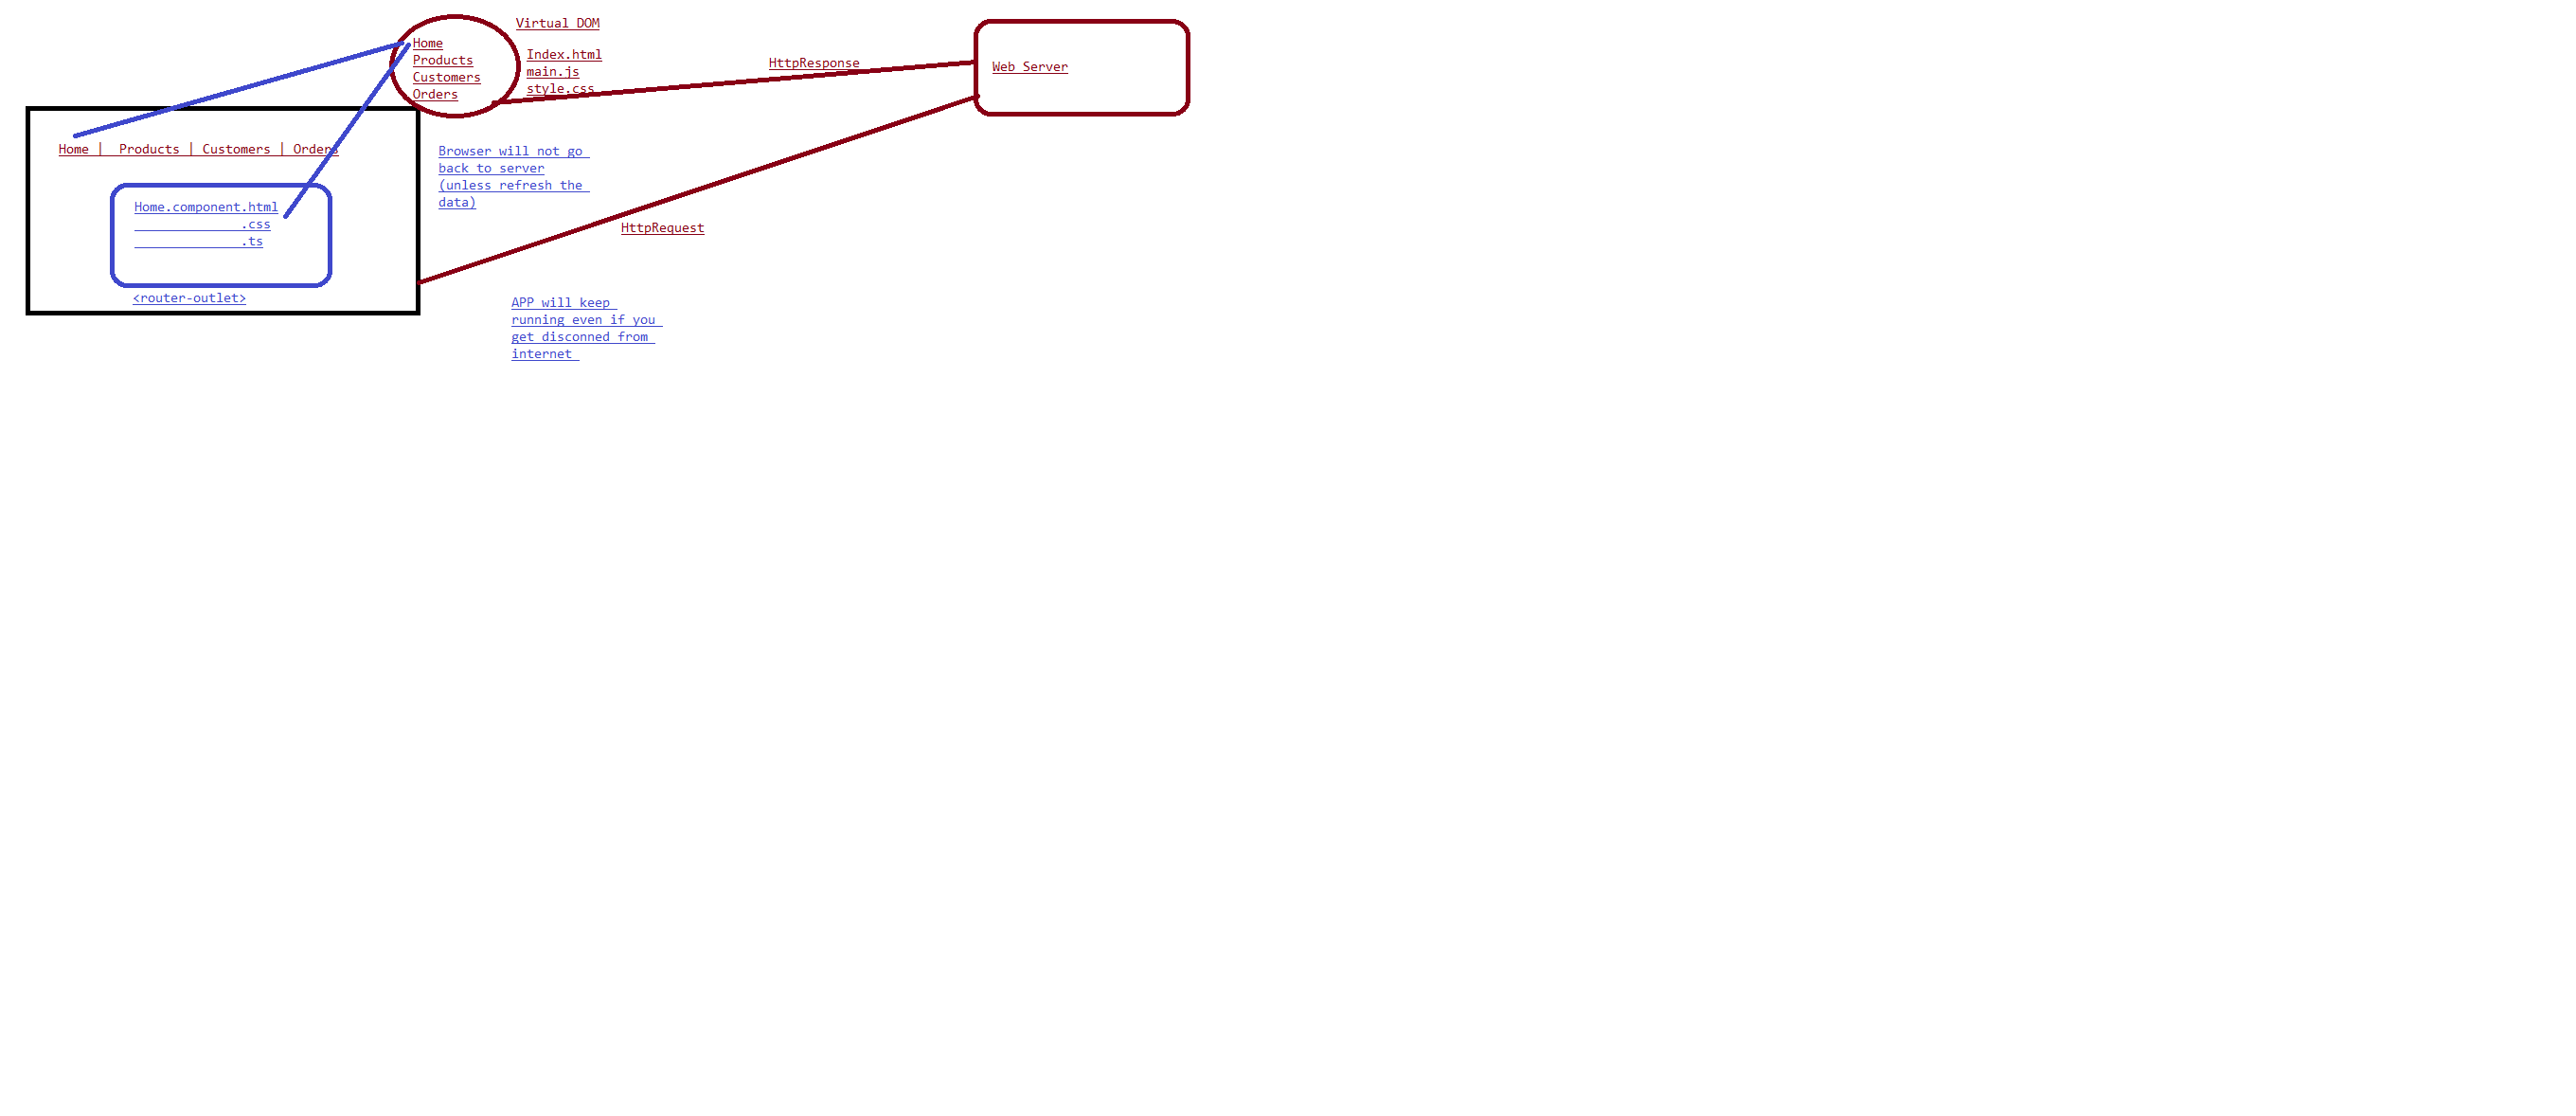 Virtual DOM
Home
Products
Customers
Orders
Index.html
main.js
style.css
HttpResponse
Web Server
Home |  Products | Customers | Orders
Browser will not go
back to server
(unless refresh the
data)
Home.component.html
.css
.ts
HttpRequest
<router-outlet>
APP will keep
running even if you
get disconned from
internet